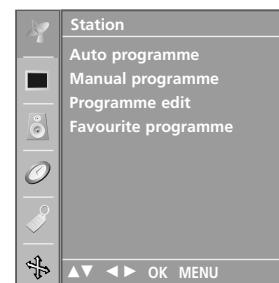 Station
Auto programme
Manual programme
Programme edit
Favourite programme
▲▼ ◄► OK MENU